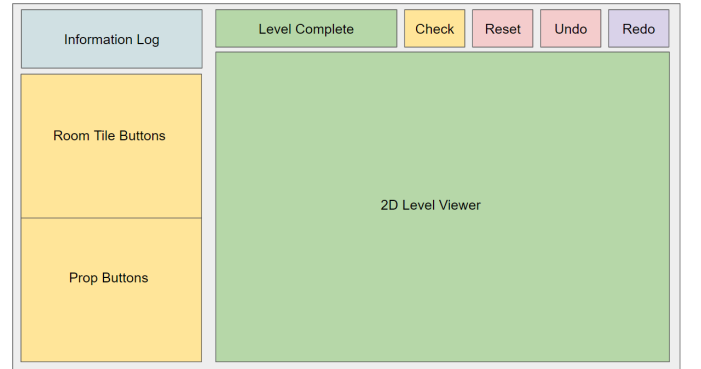 Information Log
Level Complete
Check
Reset
Undo
Redo
Room Tile Buttons
2D Level Viewer
Prop Buttons